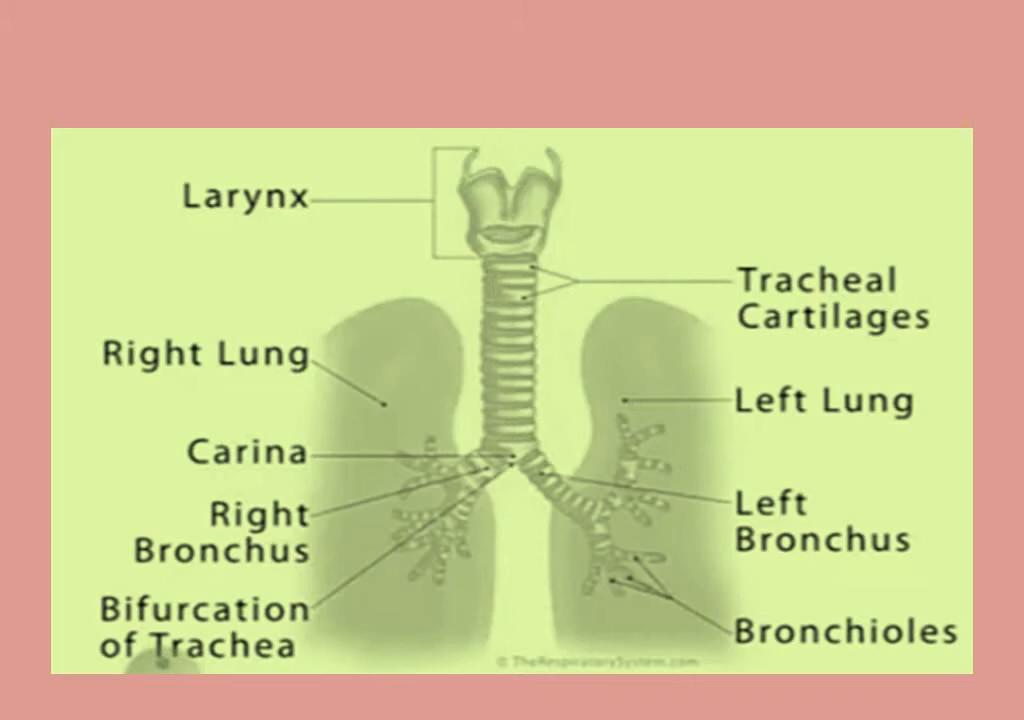 Larynx
Tracheal
Cartilages
Right Lung
Left Lung
Carina
Right
Bronchus
Left
Bronchus
Bifurcation
of Trachea
Bronchioles
© TheRespiratorySystem.com